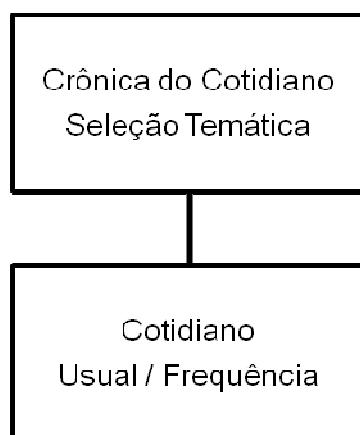 Crônica do Cotidiano
Seleção Temática
Cotidiano
Usual / Frequência